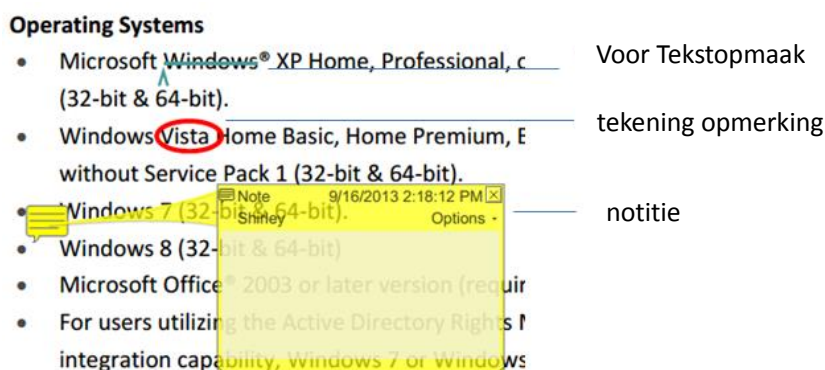 Operating Systems
• Microsoft Windows® XP Home, Professional, Voor Tekstopmaak
(32-bit & 64-bit).
• Windows Vista Home Basic, Home Premium, E tekening opmerking
without Service Pack 1 (32-bit & 64-bit).
Note 9/16/2013 2:18:12 PM
• Windows 7 (32-bit & 64-bit). notitie
Shirley Options
• Windows 8 (32-bit & 64-bit)
• Microsoft Office® 2003 or later version (requir
• For users utilizing the Active Directory Rights M
integration capability, Windows 7 or Windows